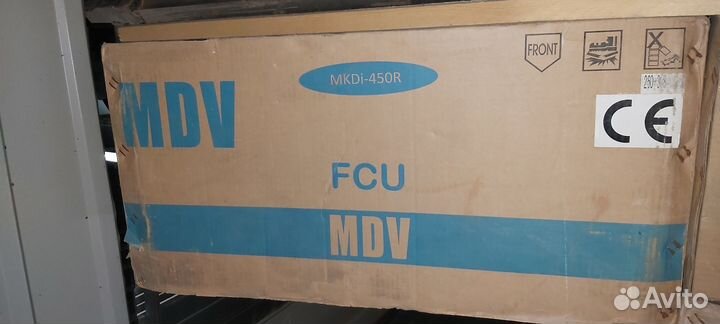 FRONT
MKDi-450R
MDV
CE
FCU
MDV
Avito